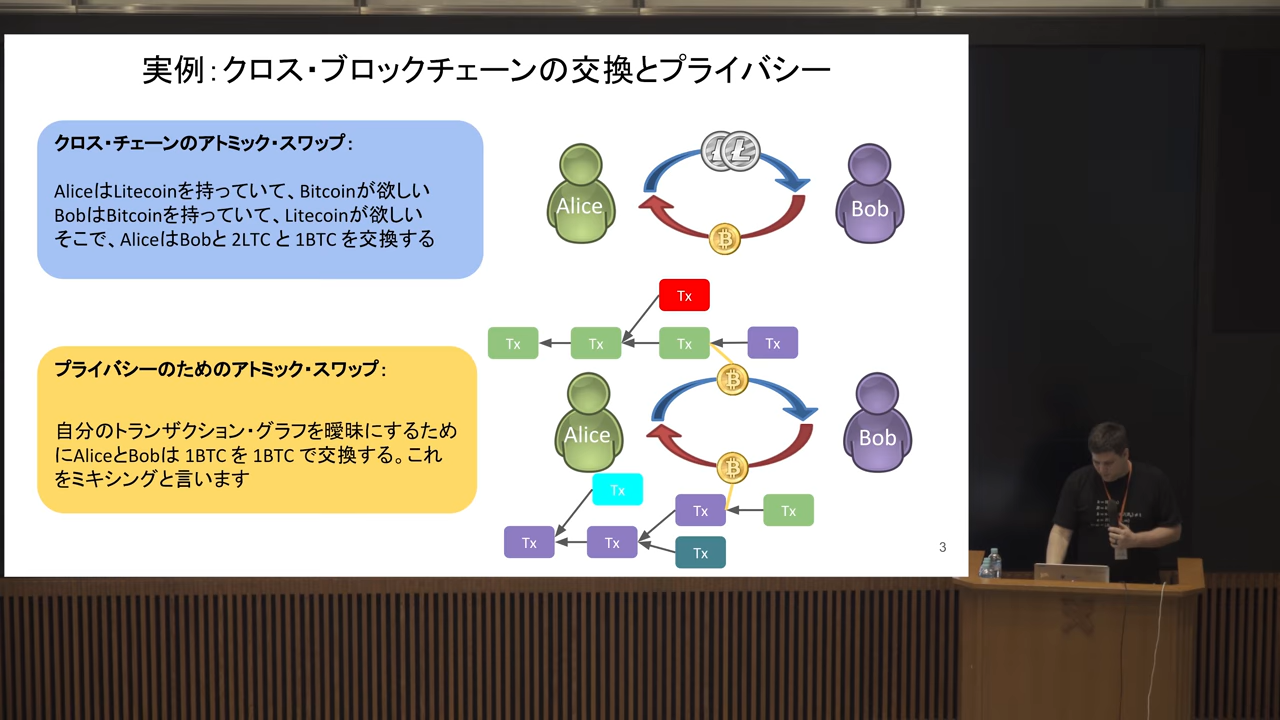 実例：クロス・ブロックチェーンの交換とプライバシー
クロス・チェーンのアトミック・スワップ：
AliceはLitecoinを持っていて、Bitcoinが欲しい
BobはBitcoinを持っていて、Litecoinが欲しい
そこで、AliceはBobと 2LTC と 1BTC を交換する
Alice
Bob
Tx
Tx
Tx
Tx
Tx
プライバシーのためのアトミック・スワップ：
自分のトランザクション・グラフを曖昧にするため
にAliceとBobは 1BTC を 1BTC で交換する。これ
をミキシングと言います
Alice
Bob
Tx
Tx
Tx
Tx
Tx
Tx
3